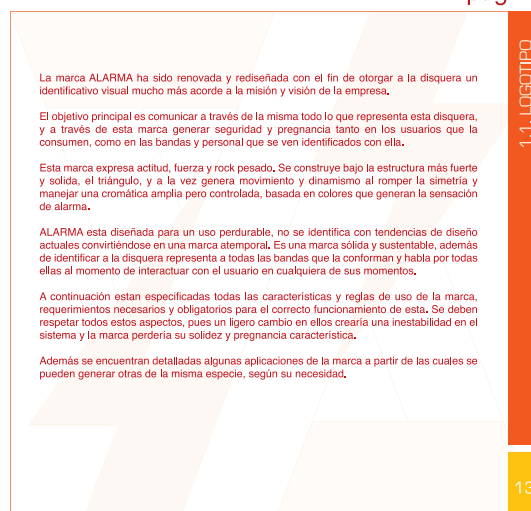 La marca ALARMA ha sido renovada y rediseñada con el fin de otorgar a la disquera un
identificativo visual mucho más acorde a la misión y visión de la empresa.
El objetivo principal es comunicar a través de la misma todo lo que representa esta disquera,
y a través de esta marca generar seguridad y pregnancia tanto en los usuarios que la
consumen, como en las bandas y personal que se ven identificados con ella.
Esta marca expresa actitud, fuerza y rock pesado. Se construye bajo la estructura más fuerte
y solida, el triángulo, y a la vez genera movimiento y dinamismo al romper la simetría y
manejar una cromática amplia pero controlada, basada en colores que generan la sensación
de alarma.
ALARMA esta diseñada para un uso perdurable, no se identifica con tendencias de diseño
actuales convirtiéndose en una marca atemporal. Es una marca sólida y sustentable, además
de identificar a la disquera representa a todas las bandas que la conforman y habla por todas
ellas al momento de interactuar con el usuario en cualquiera de sus momentos.
A continuación estan especificadas todas las características y reglas de uso de la marca,
requerimientos necesarios y obligatorios para el correcto funcionamiento de esta. Se deben
respetar todos estos aspectos, pues un ligero cambio en ellos crearía una inestabilidad en el
sistema y la marca perdería su solidez y pregnancia característica.
Además se encuentran detalladas algunas aplicaciones de la marca a partir de las cuales se
pueden generar otras de la misma especie, según su necesidad.
1.1. LOGOTIPO
13